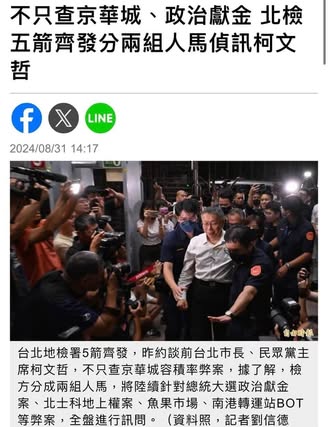 不只查京華城、政治獻金 北檢
五箭齊發分兩組人馬偵訊柯文
哲
LINE
2024/08/31 14:17
自由時報
台北地檢署5箭齊發,昨約談前台北市長、民眾黨主
席柯文哲,不只查京華城容積率弊案,據了解,檢
方分成兩組人馬,將陸續針對總統大選政治獻金
案、北士科地上權案、魚果市場、南港轉運站BOT
等弊案,全盤進行訊問。(資料照,記者劉信德